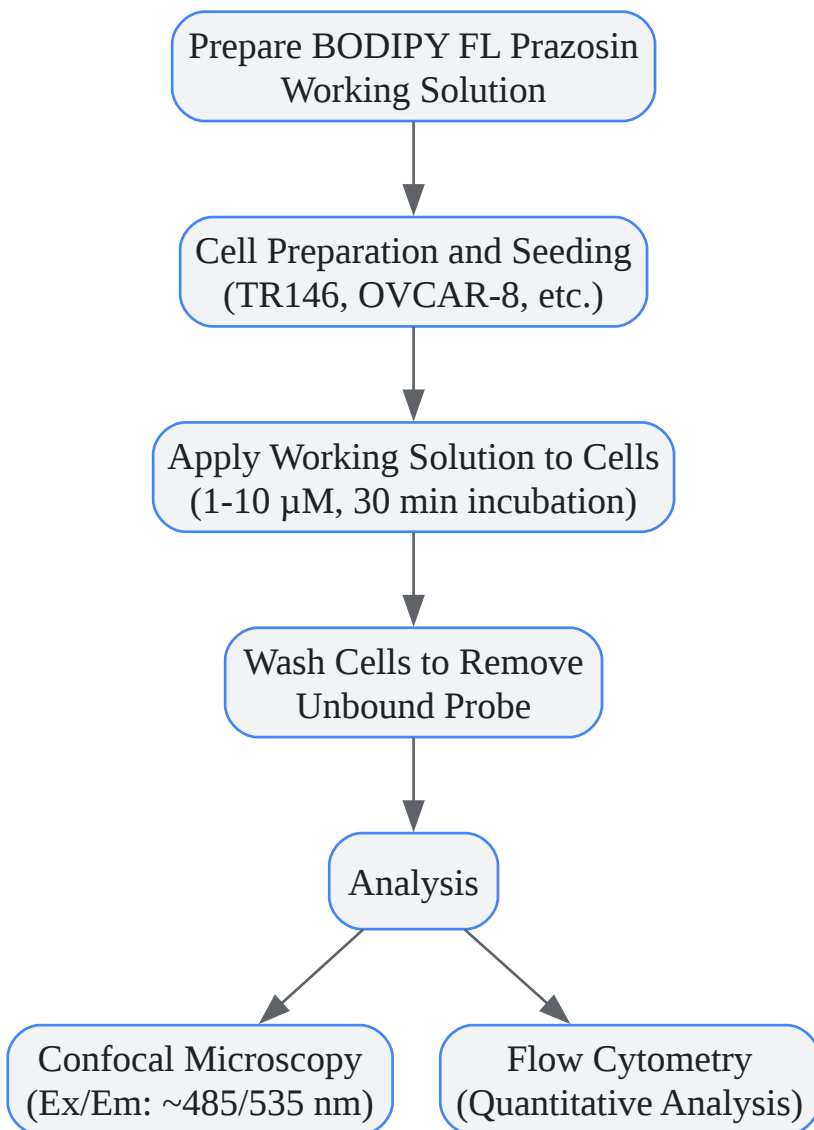 Prepare BODIPY FL Prazosin
Working Solution
Cell Preparation and Seeding
(TR146, OVCAR-8, etc.)
Apply Working Solution to Cells
(1-10 µM, 30 min incubation)
Wash Cells to Remove
Unbound Probe
Analysis
Confocal Microscopy
(Ex/Em: ~485/535 nm)
Flow Cytometry
(Quantitative Analysis)